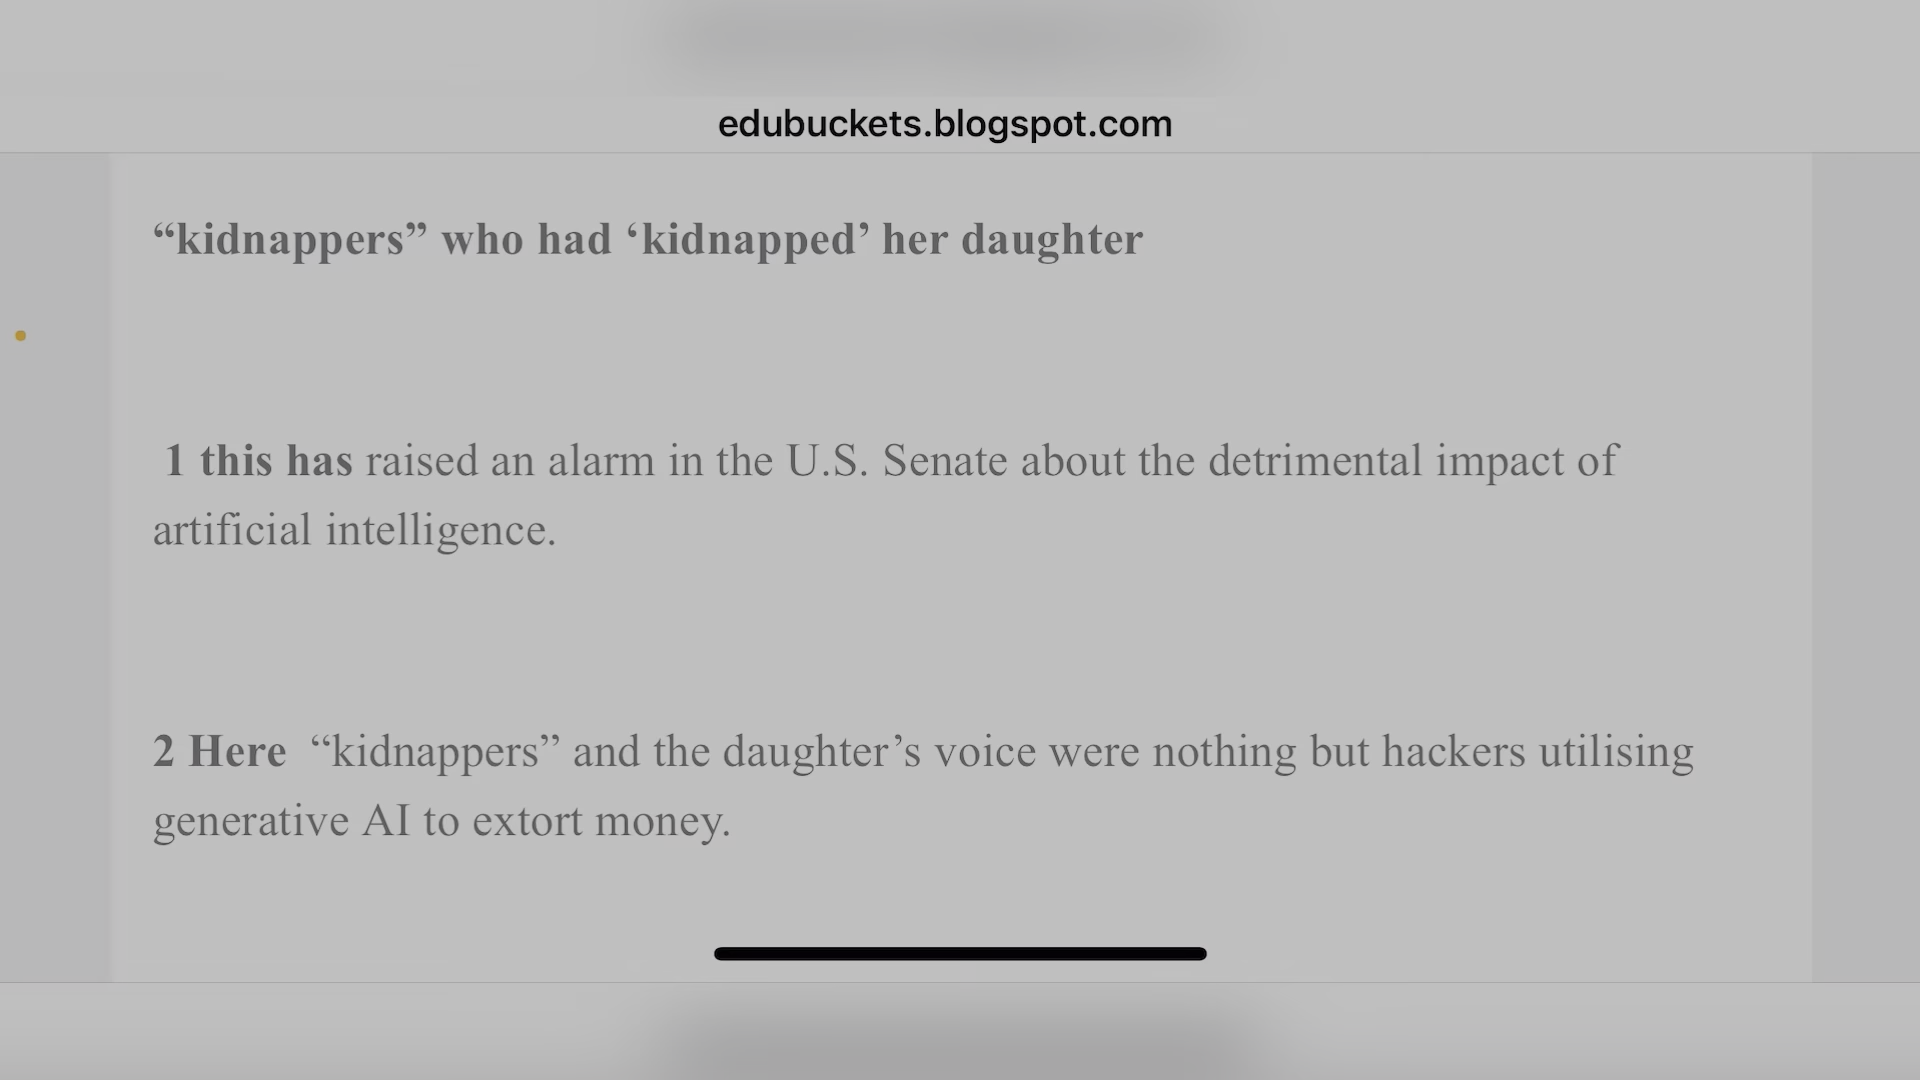 edubuckets.blogspot.com
“kidnappers” who had ‘kidnapped’ her daughter
1 this has raised an alarm in the U.S. Senate about the detrimental impact of
artificial intelligence.
2 Here “kidnappers” and the daughter’s voice were nothing but hackers utilising
generative AI to extort money.